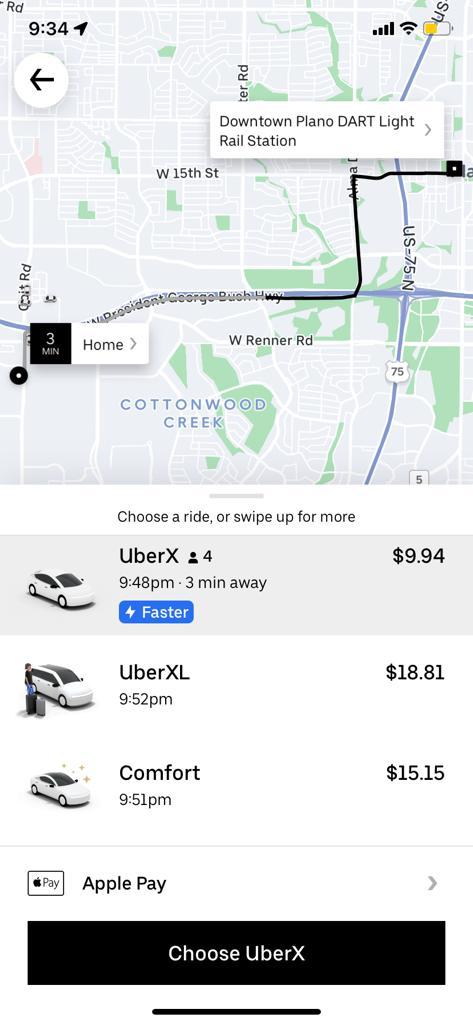 Rd
9:34
ter Rd
Downtown Plano DART Light
Rail Station
W 15th St
US-75 N
Coit Rd
W President George Bush Hwy
3
MIN
Home
W Renner Rd
75
COTTONWOOD
CREEK
5
Choose a ride, or swipe up for more
UberX 4 $9.94
9:48pm · 3 min away
Faster
UberXL $18.81
9:52pm
Comfort $15.15
9:51pm
Pay Apple Pay
Choose UberX